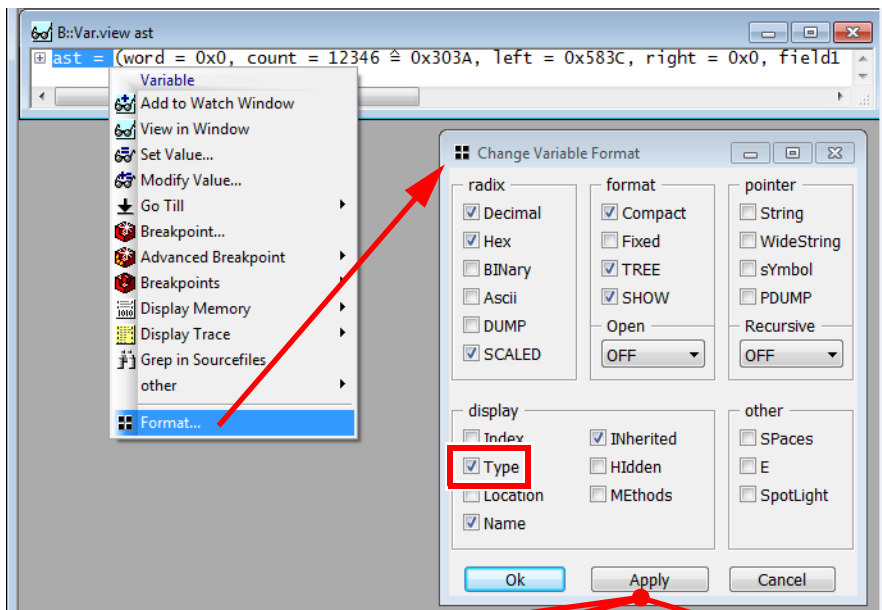 B::Var.view ast
ast = (word = 0x0, count = 12346 ≙ 0x303A, left = 0x583C, right = 0x0, field1
Variable
Add to Watch Window
View in Window
Set Value...
Modify Value...
Go Till
Breakpoint...
Advanced Breakpoint
Breakpoints
Display Memory
Display Trace
Grep in Sourcefiles
other
Format...
Change Variable Format
radix
Decimal
Hex
BINary
Ascii
DUMP
SCALED
format
Compact
Fixed
TREE
SHOW
Open
OFF
pointer
String
WideString
sYmbol
PDUMP
Recursive
OFF
display
Index
Type
Location
Name
INherited
HIdden
MEthods
other
SPaces
E
SpotLight
Ok
Apply
Cancel